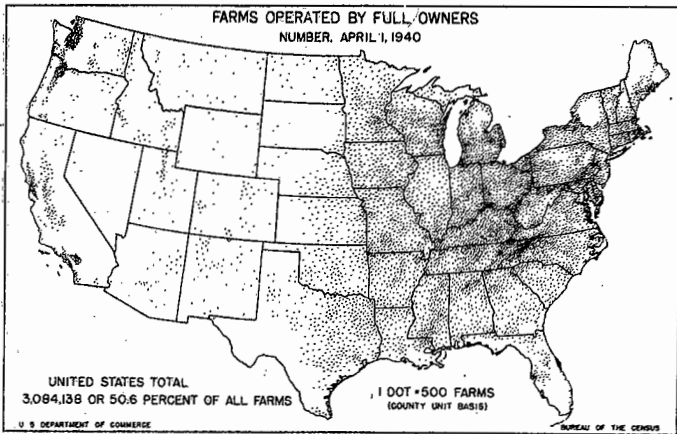 FARMS OPERATED BY FULL OWNERS
NUMBER, APRIL 1, 1940
UNITED STATES TOTAL
3,084,138 OR 50.6 PERCENT OF ALL FARMS
1 DOT = 500 FARMS
(COUNTY UNIT BASIS)
U S DEPARTMENT OF COMMERCE
BUREAU OF THE CENSUS